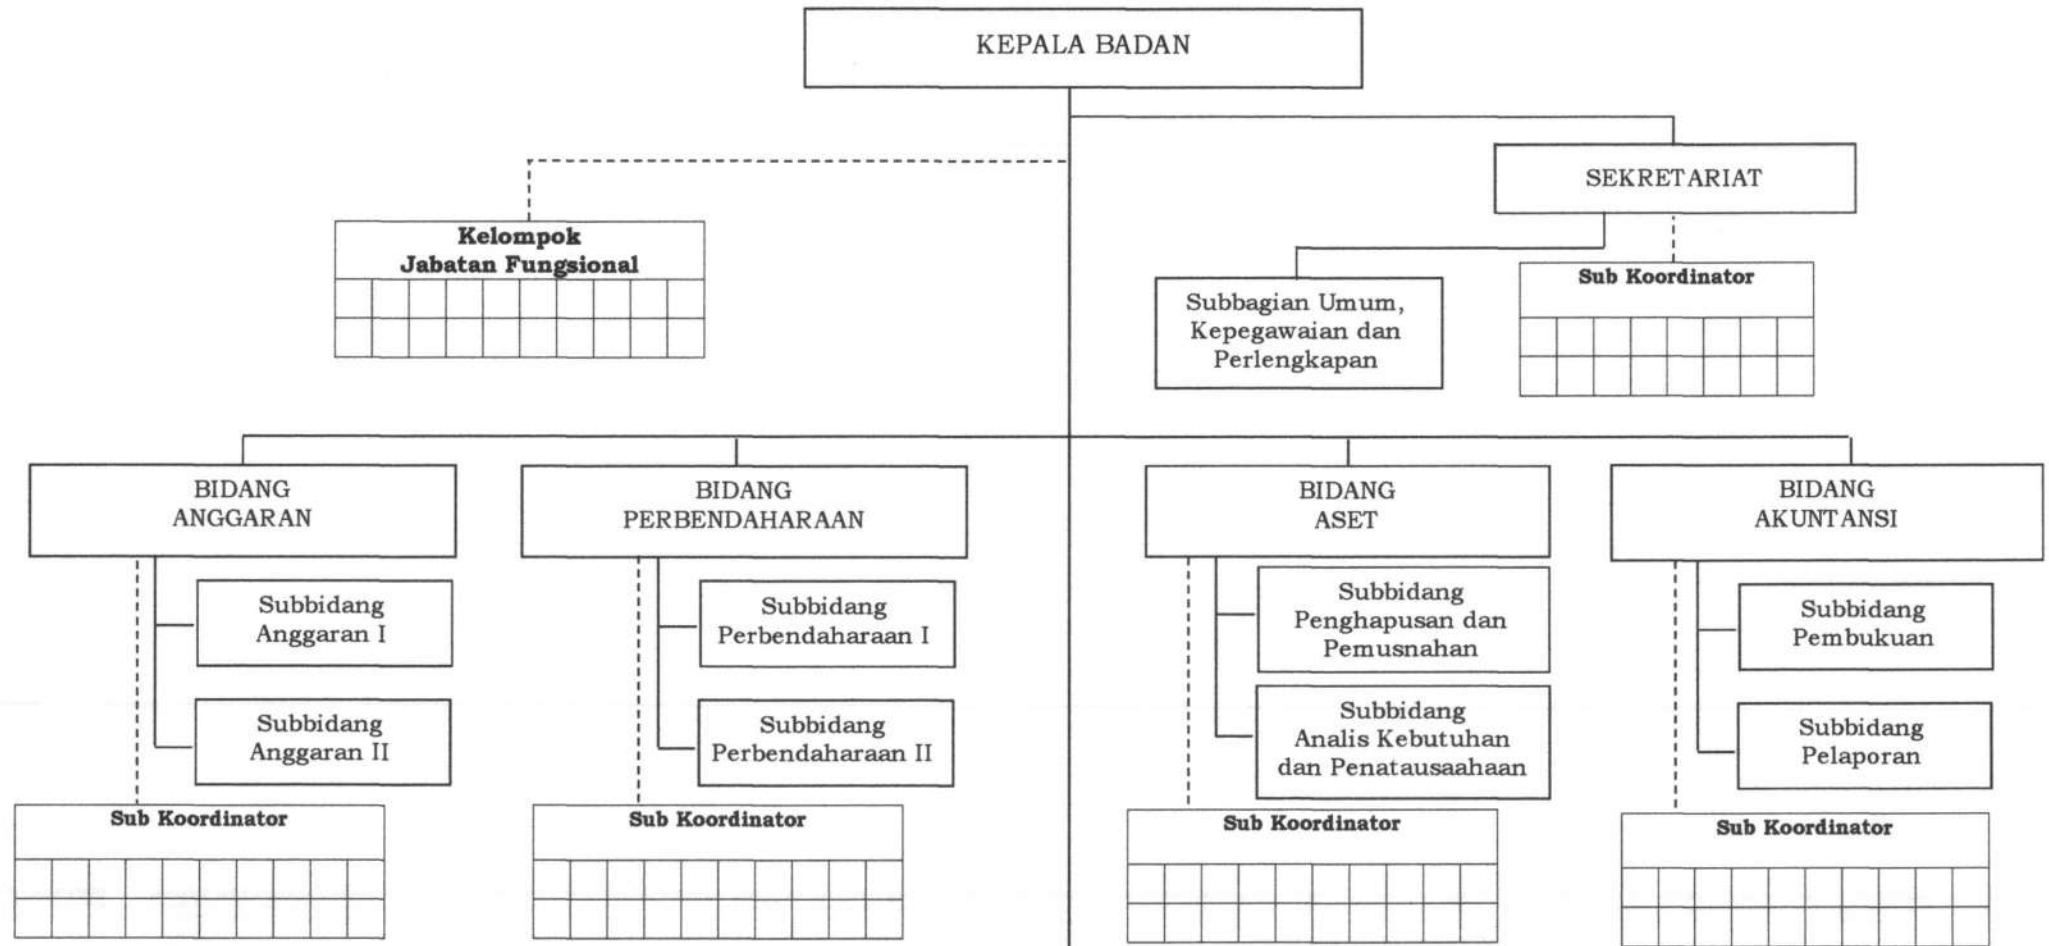 KEPALA BADAN
SEKRETARIAT
Kelompok
Jabatan Fungsional
Subbagian Umum,
Kepegawaian dan
Perlengkapan
Sub Koordinator
BIDANG
ANGGARAN
BIDANG
PERBENDAHARAAN
BIDANG
ASET
BIDANG
AKUNTANSI
Subbidang
Anggaran I
Subbidang
Anggaran II
Sub Koordinator
Subbidang
Perbendaharaan I
Subbidang
Perbendaharaan II
Sub Koordinator
Subbidang
Penghapusan dan
Pemusnahan
Subbidang
Analis Kebutuhan
dan Penatausaahaan
Sub Koordinator
Subbidang
Pembukuan
Subbidang
Pelaporan
Sub Koordinator